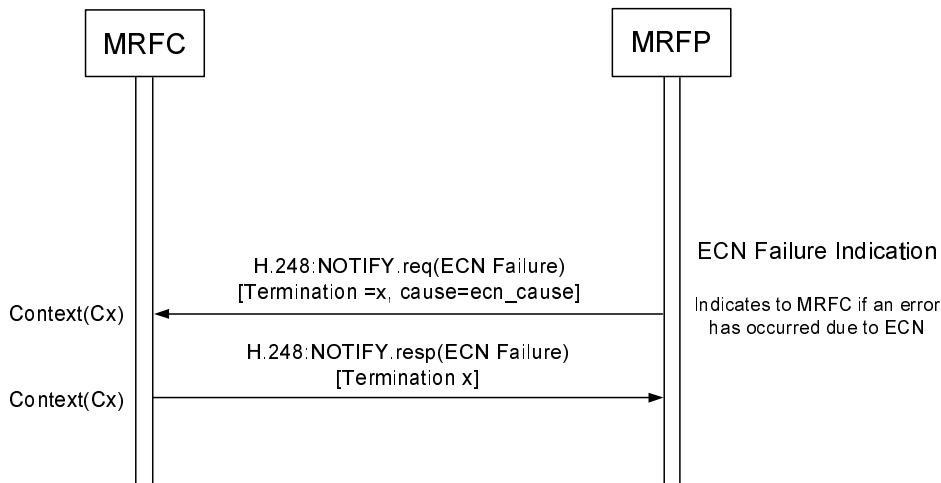 MRFC
MRFP
ECN Failure Indication
H.248:NOTIFY.req(ECN Failure)
[Termination =x, cause=ecn_cause]
Indicates to MRFC if an error
has occurred due to ECN
Context(Cx)
H.248:NOTIFY.resp(ECN Failure)
[Termination x]
Context(Cx)